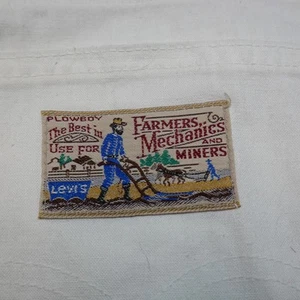 PLOWBOY
The Best in
USE FOR
FARMERS,
Mechanics
AND
MINERS
Levi's